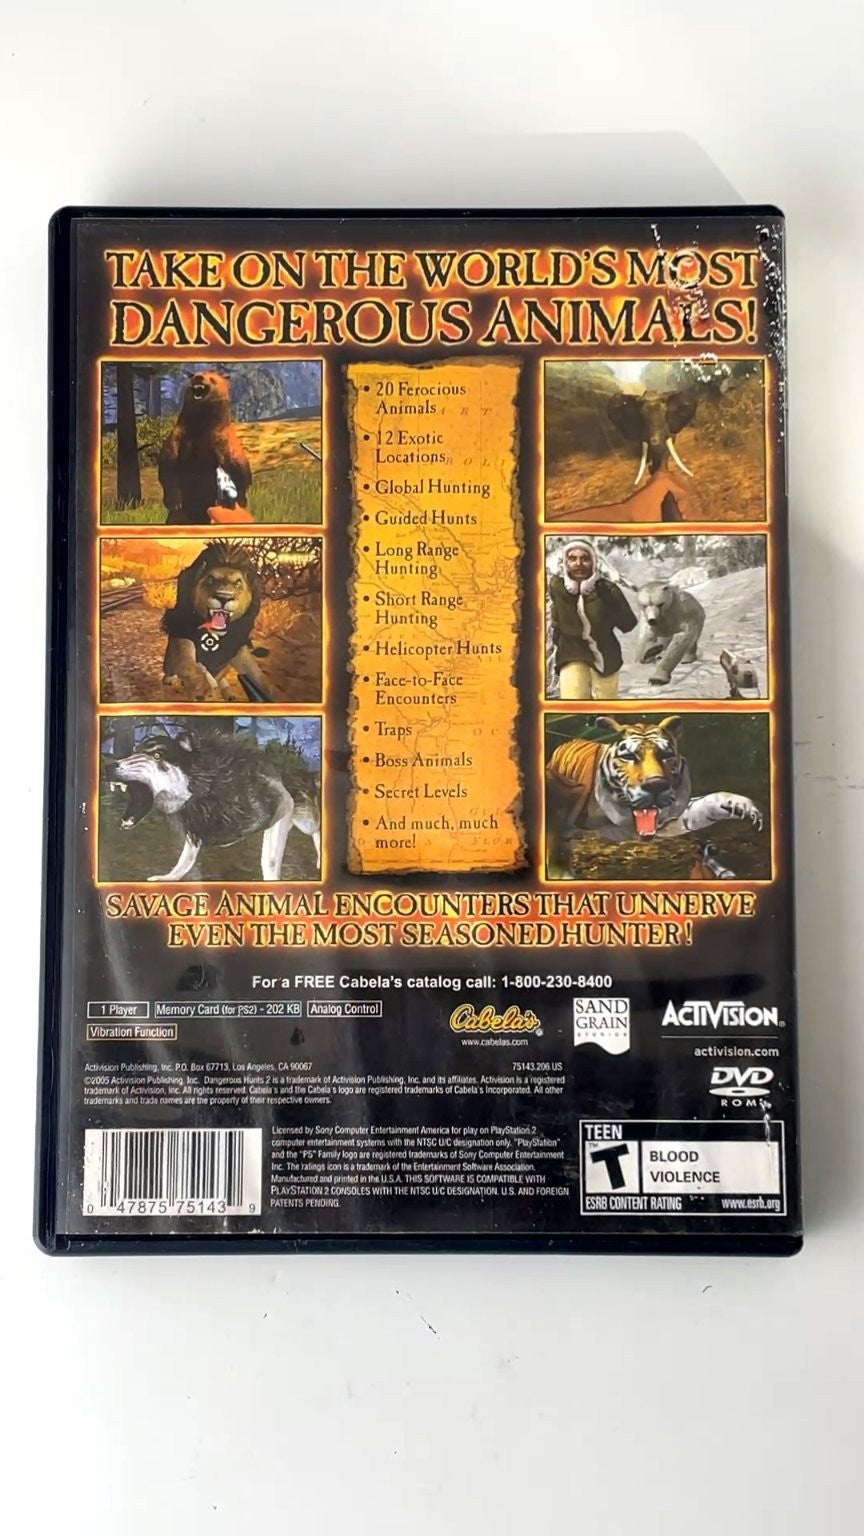 TAKE ON THE WORLD'S MOST
DANGEROUS ANIMALS!
• 20 Ferocious
Animals
• 12 Exotic
Locations
• Global Hunting
• Guided Hunts
• Long Range
Hunting
• Short Range
Hunting
• Helicopter Hunts
• Face-to-Face
Encounters
• Traps
• Boss Animals
• Secret Levels
• And much, much
more!
SAVAGE ANIMAL ENCOUNTERS THAT UNNERVE
EVEN THE MOST SEASONED HUNTER!
For a FREE Cabela's catalog call: 1-800-230-8400
1 Player
Memory Card (for PS2) - 202 KB
Analog Control
Vibration Function
Cabela's
www.cabelas.com
SAND
GRAIN
STUDIOS
ACTIVISION
activision.com
Activision Publishing, Inc. P.O. Box 67713, Los Angeles, CA 90067
75143.206.US
©2005 Activision Publishing, Inc. Dangerous Hunts 2 is a trademark of Activision Publishing, Inc. and its affiliates. Activision is a registered
trademark of Activision, Inc. All rights reserved. Cabela's and the Cabela's logo are registered trademarks of Cabela's Incorporated. All other
trademarks and trade names are the property of their respective owners.
DVD
ROM
Licensed by Sony Computer Entertainment America for play on PlayStation 2
computer entertainment systems with the NTSC U/C designation only. "PlayStation"
and the "PS" Family logo are registered trademarks of Sony Computer Entertainment
Inc. The ratings icon is a trademark of the Entertainment Software Association.
Manufactured and printed in the U.S.A. THIS SOFTWARE IS COMPATIBLE WITH
PLAYSTATION 2 CONSOLES WITH THE NTSC U/C DESIGNATION. U.S. AND FOREIGN
PATENTS PENDING.
0 47875 75143 9
TEEN
T
BLOOD
VIOLENCE
ESRB CONTENT RATING
www.esrb.org